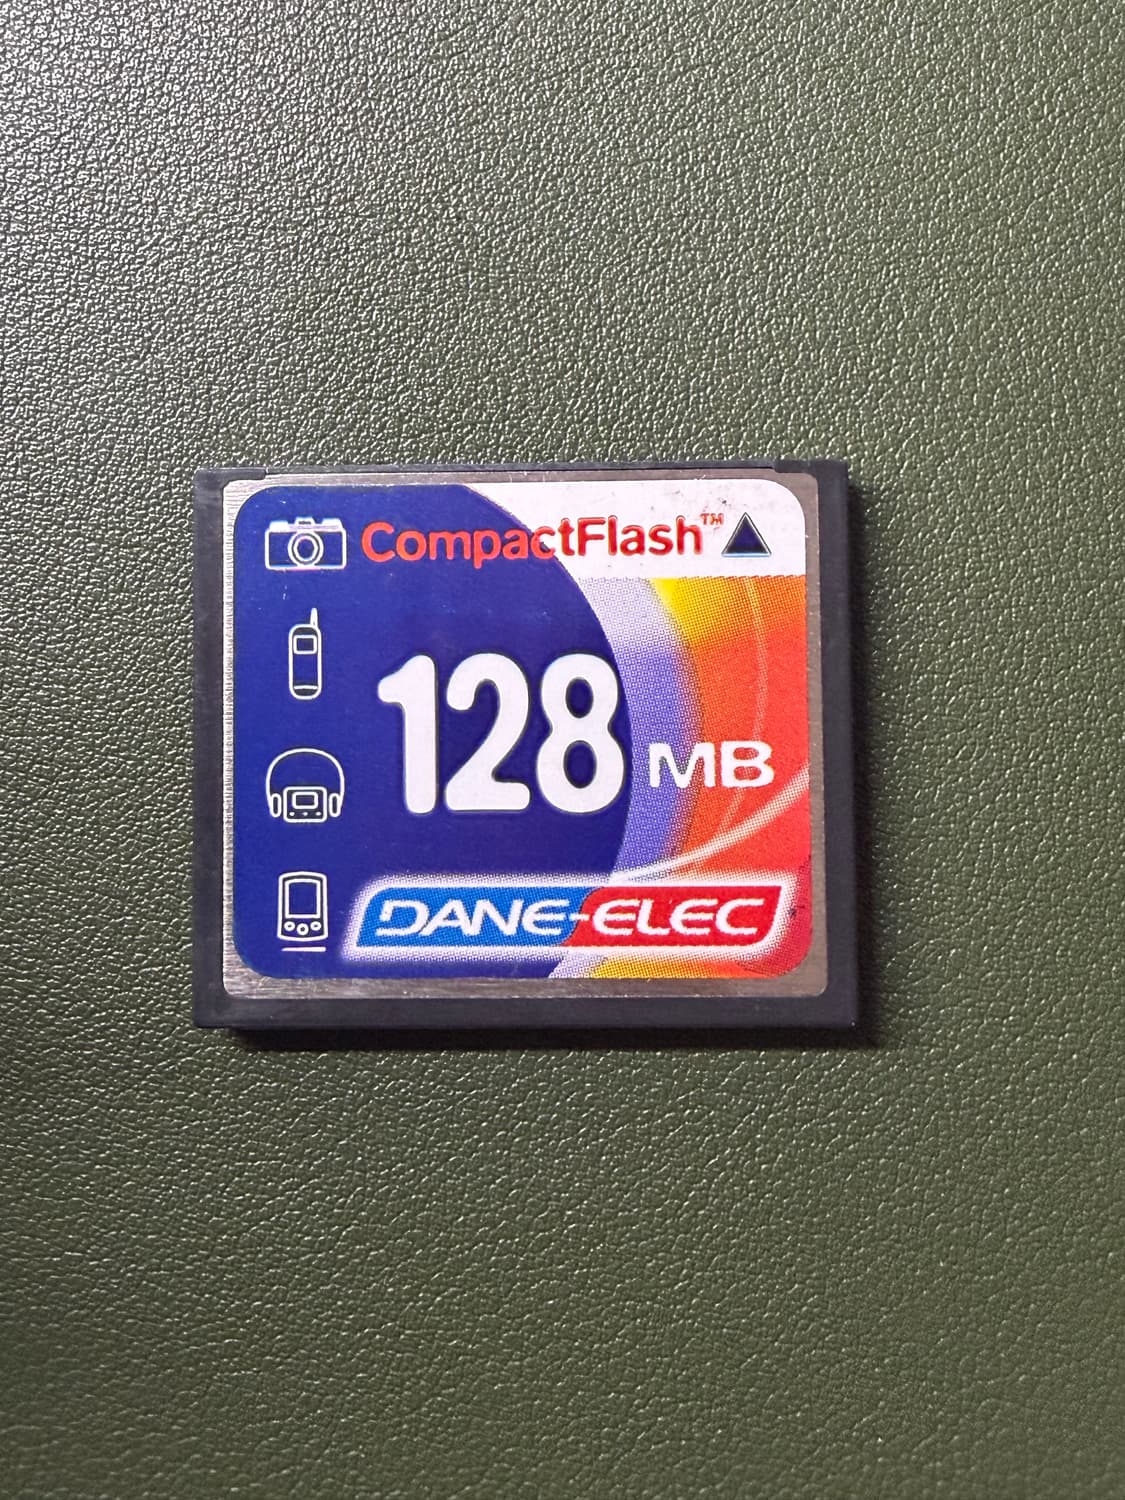 CompactFlash™
128 MB
DANE-ELEC